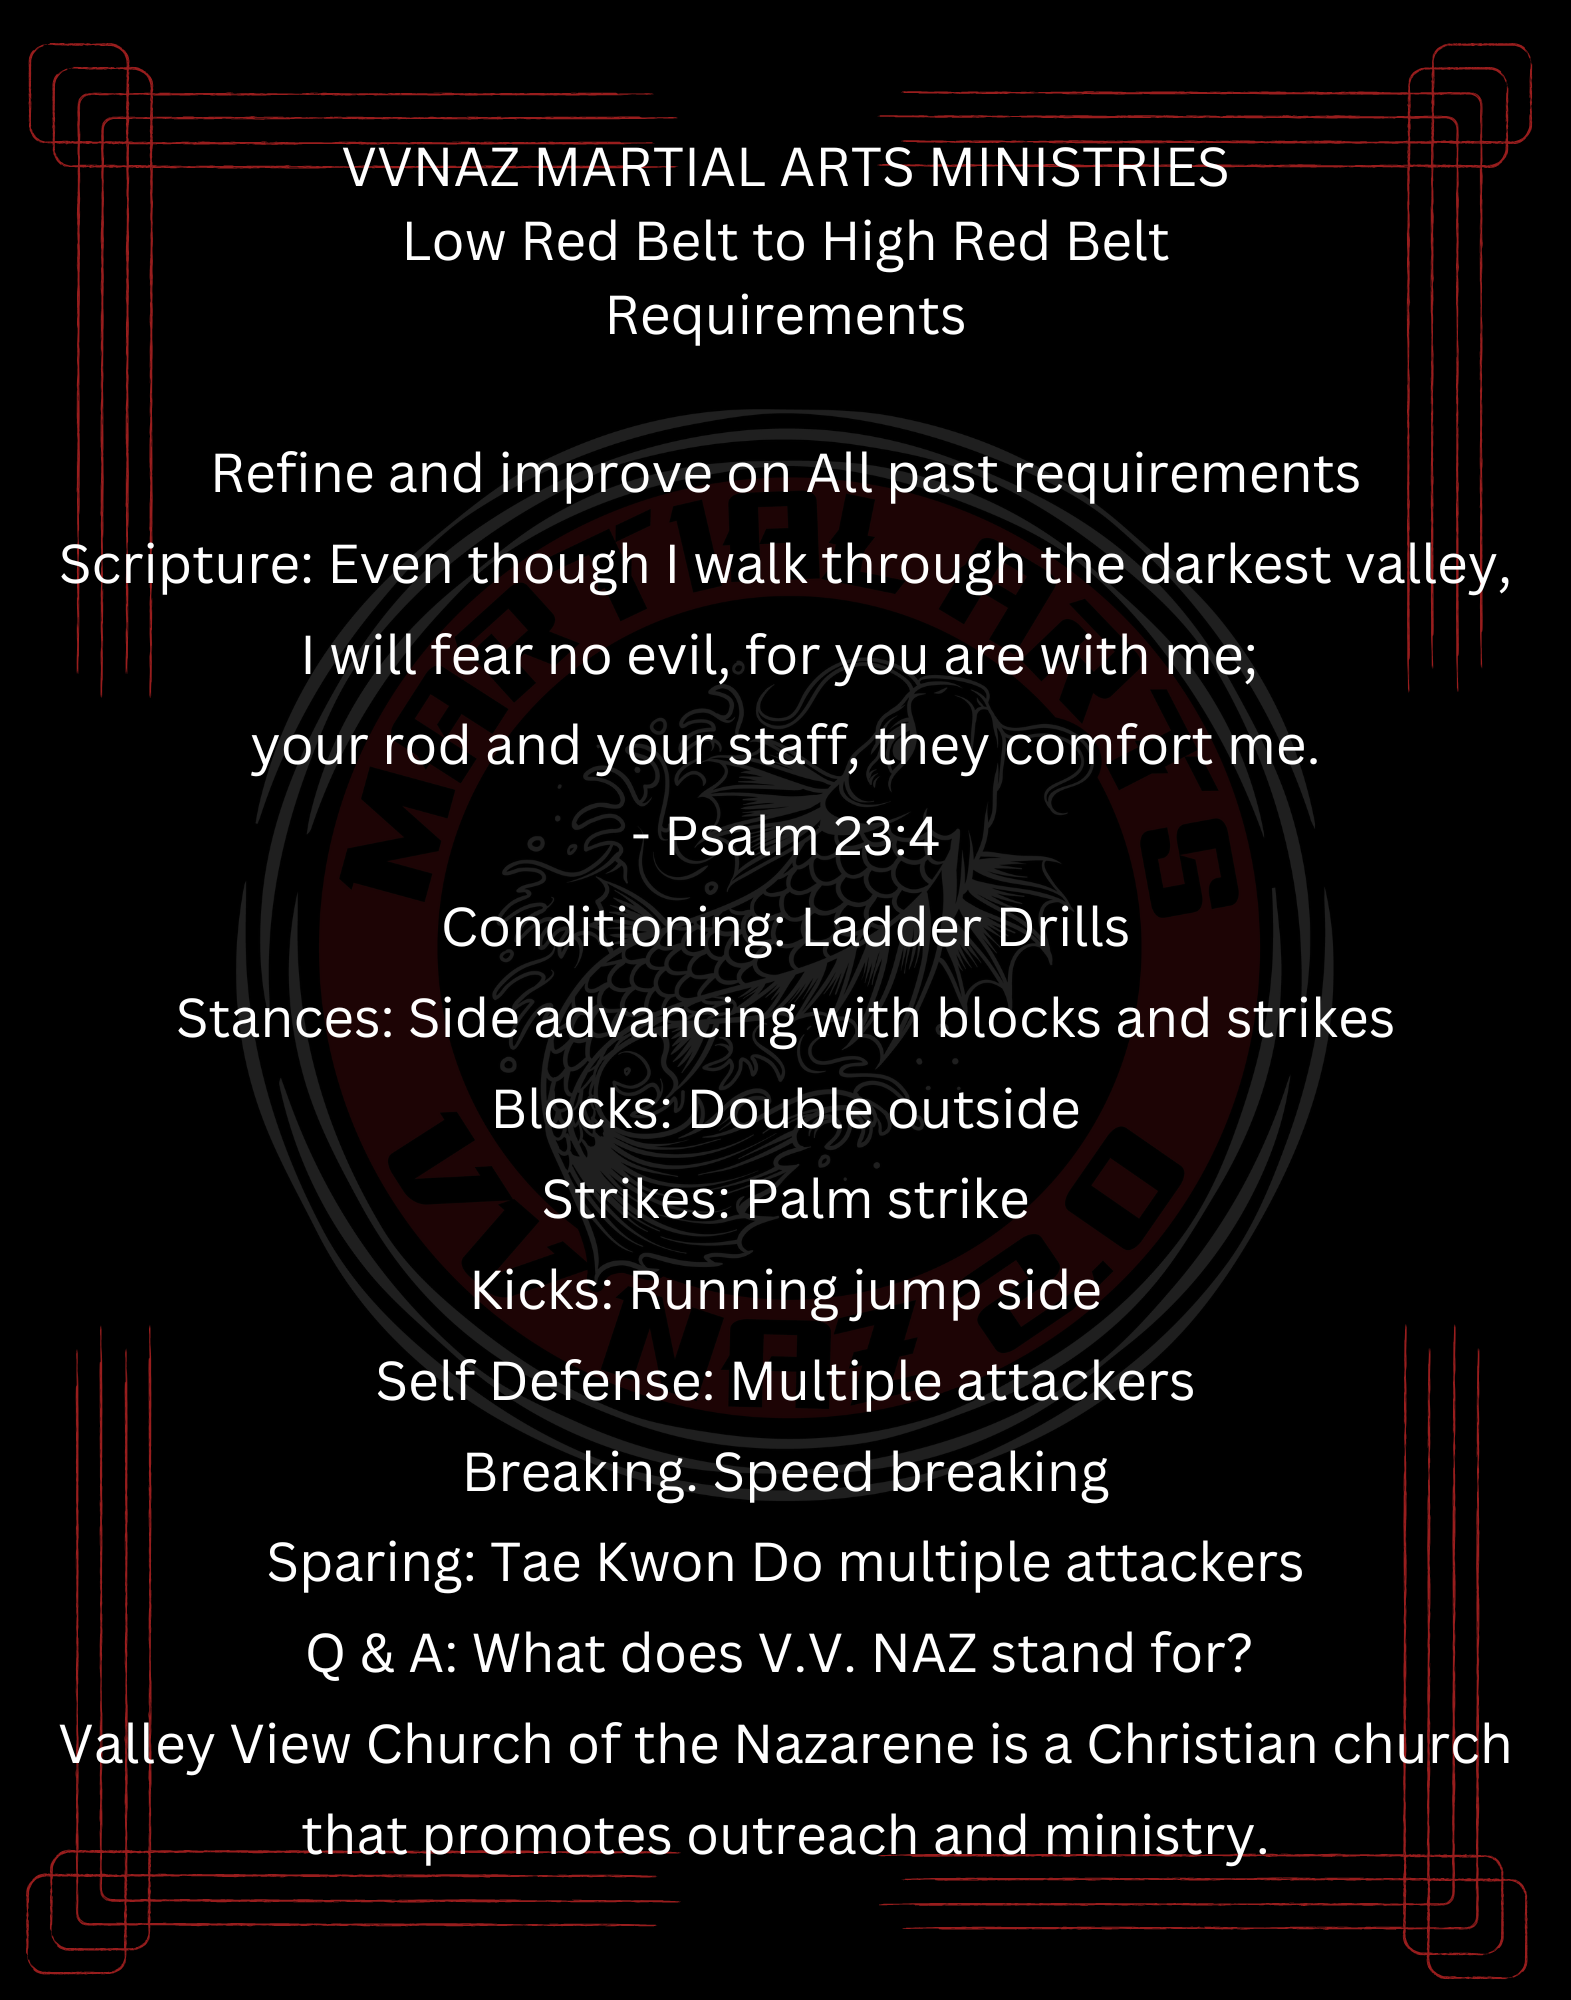 VVNAZ MARTIAL ARTS MINISTRIES
Low Red Belt to High Red Belt
Requirements
Refine and improve on All past requirements
Scripture: Even though I walk through the darkest valley,
I will fear no evil, for you are with me;
your rod and your staff, they comfort me.
- Psalm 23:4
Conditioning: Ladder Drills
Stances: Side advancing with blocks and strikes
Blocks: Double outside
Strikes: Palm strike
Kicks: Running jump side
Self Defense: Multiple attackers
Breaking. Speed breaking
Sparing: Tae Kwon Do multiple attackers
Q & A: What does V.V. NAZ stand for?
Valley View Church of the Nazarene is a Christian church
that promotes outreach and ministry.
MARTIAL ARTS